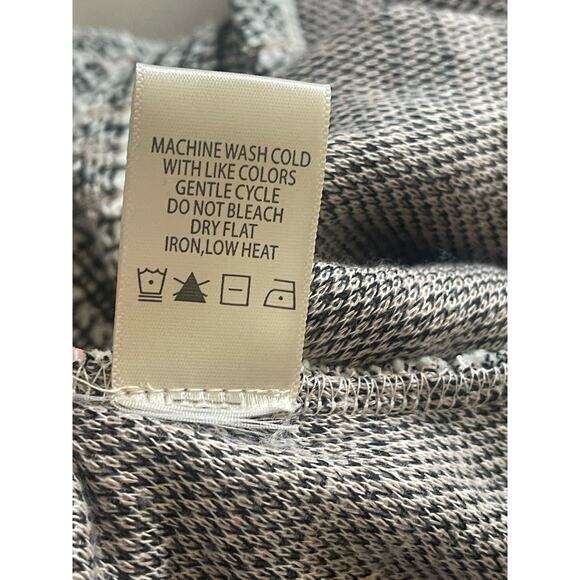 MACHINE WASH COLD
WITH LIKE COLORS
GENTLE CYCLE
DO NOT BLEACH
DRY FLAT
IRON,LOW HEAT